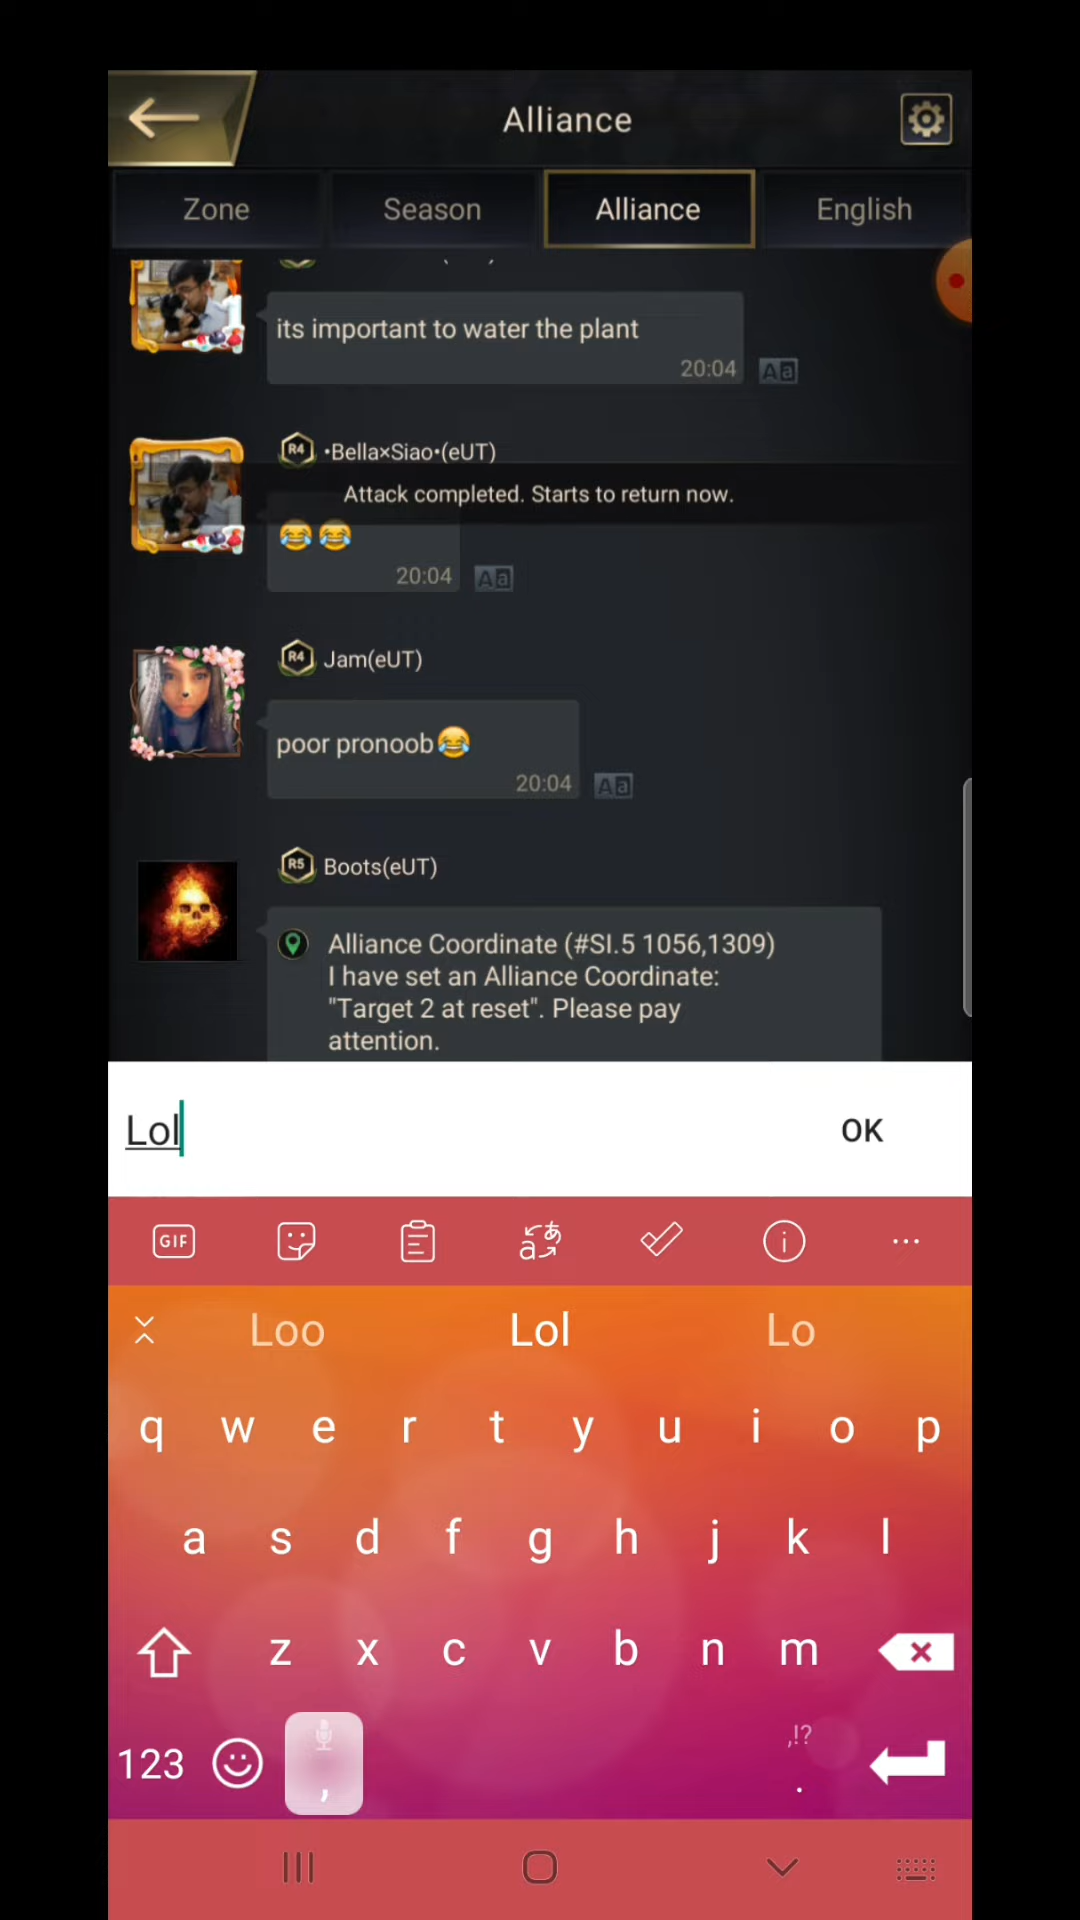 Alliance
Zone Season Alliance English
its important to water the plant
20:04 Aa
R4 •Bella×Siao•(eUT)
Attack completed. Starts to return now.
😂😂
20:04 Aa
R4 Jam(eUT)
poor pronoob😂
20:04 Aa
R5 Boots(eUT)
Alliance Coordinate (#SI.5 1056,1309)
I have set an Alliance Coordinate:
"Target 2 at reset". Please pay
attention.
Lol OK
GIF a あ i ...
Loo Lol Lo
q w e r t y u i o p
a s d f g h j k l
z x c v b n m
,!?
123 , .